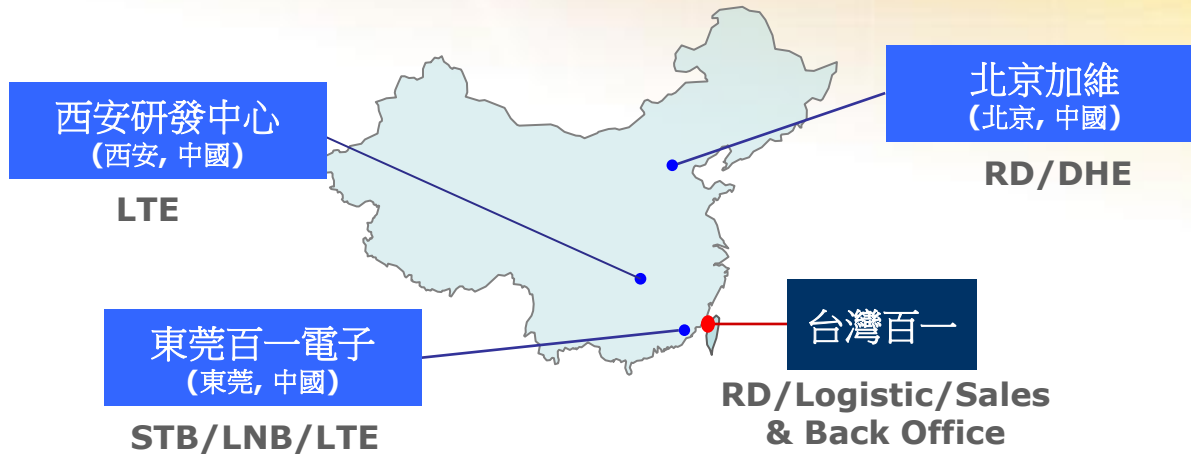 北京加維
(北京, 中國)
RD/DHE
西安研發中心
(西安, 中國)
LTE
台灣百一
RD/Logistic/Sales
& Back Office
東莞百一電子
(東莞, 中國)
STB/LNB/LTE